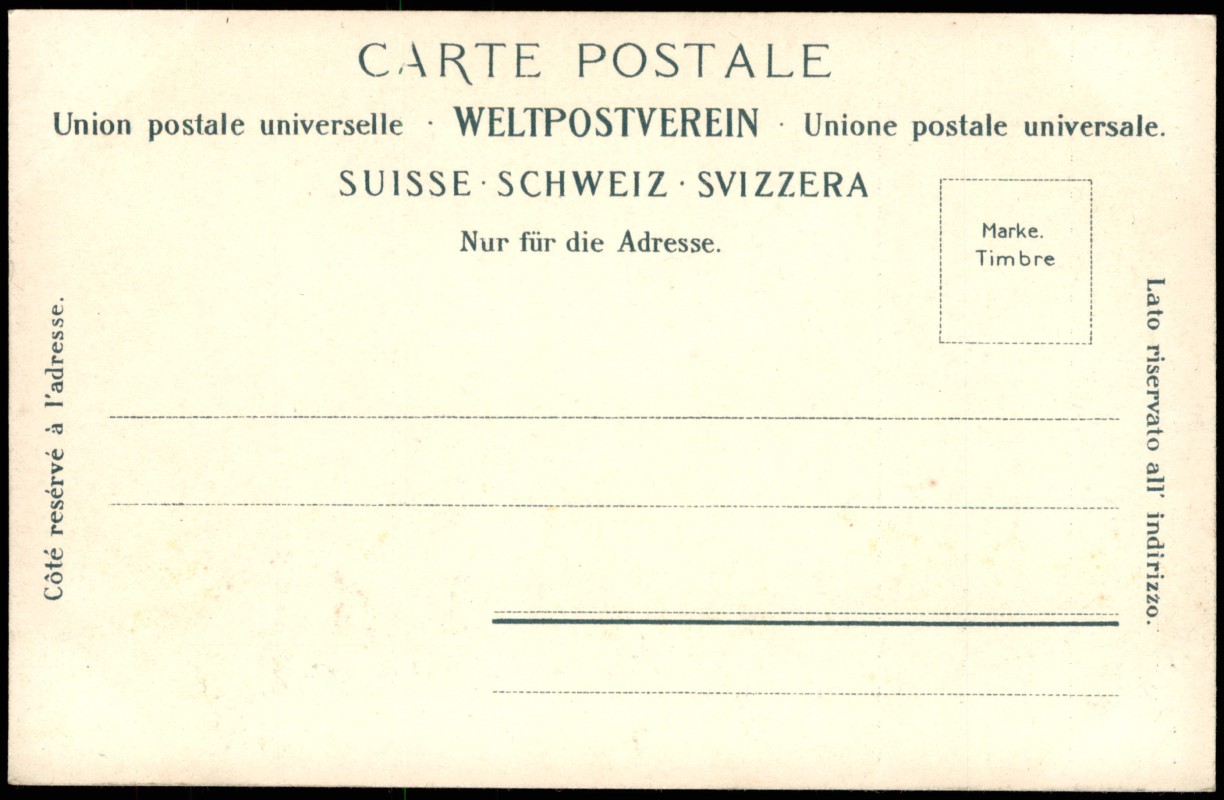 CARTE POSTALE
Union postale universelle · WELTPOSTVEREIN · Unione postale universale.
SUISSE · SCHWEIZ · SVIZZERA
Nur für die Adresse.
Marke.
Timbre
Côté resérvé à l'adresse.
Lato riservato all' indirizzo.